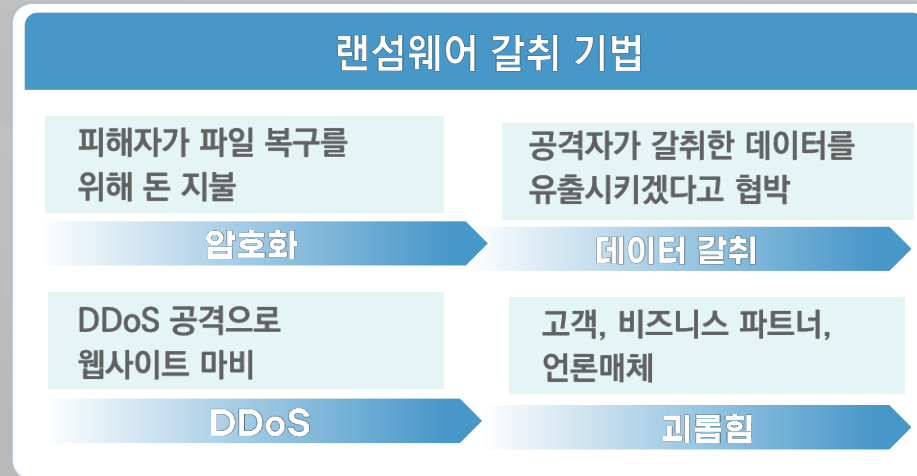 랜섬웨어 갈취 기법
피해자가 파일 복구를
위해 돈 지불
암호화
공격자가 갈취한 데이터를
유출시키겠다고 협박
데이터 갈취
DDoS 공격으로
웹사이트 마비
DDoS
고객, 비즈니스 파트너,
언론매체
괴롭힘